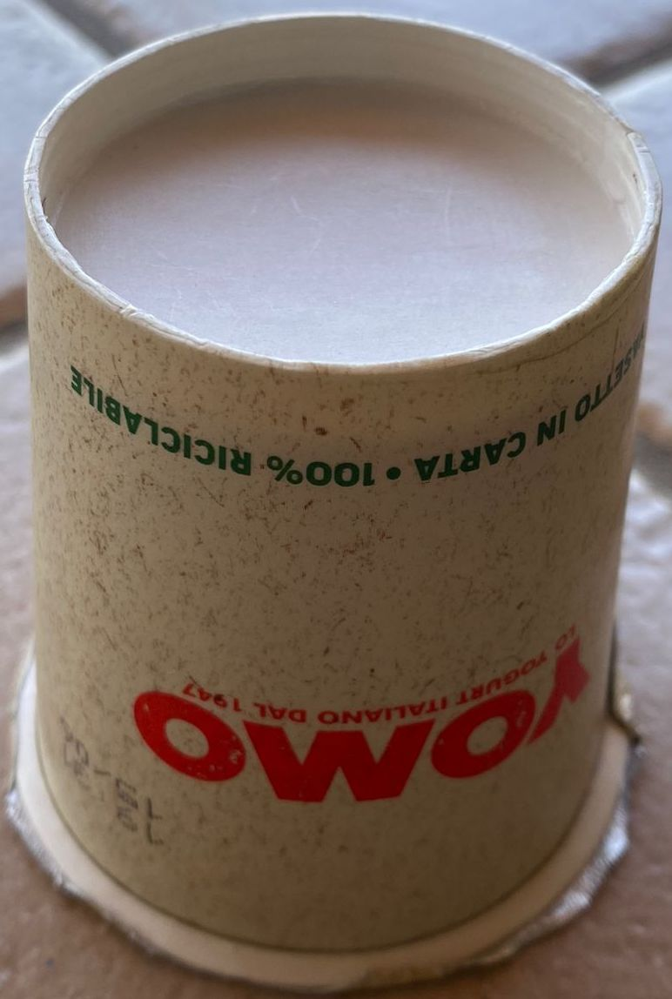 YOMO
LO YOGURT ITALIANO DAL 1947
VASETTO IN CARTA • 100% RICICLABILE